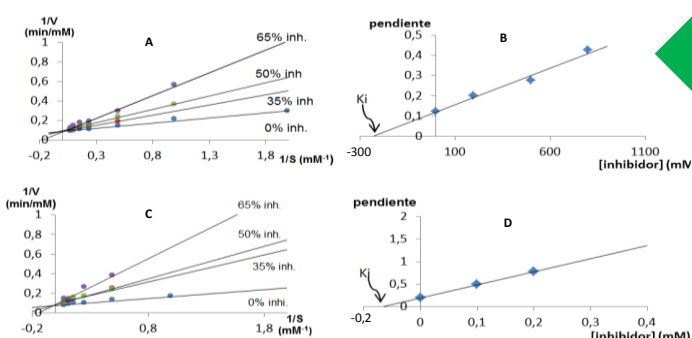 1/V
(min/mM)
A
1
0,8
0,6
0,4
0,2
0
-0,2
0,3
0,8
1,3
1,8
1/S (mM⁻¹)
65% inh.
50% inh
35% inh
0% inh.
pendiente
B
0,5
0,4
0,3
0,2
0,1
0
Ki
-300
100
600
1100
[inhibidor] (mM
1/V
(min/mM)
C
1
0,8
0,6
0,4
0,2
0
-0,2
0,8
1,8
1/S
(mM⁻¹)
65% inh.
50% inh.
35% inh.
0% inhi.
pendiente
D
2
1,5
1
0,5
0
Ki
-0,2
0
0,1
0,2
0,3
0,4
[inhibidor] (mM